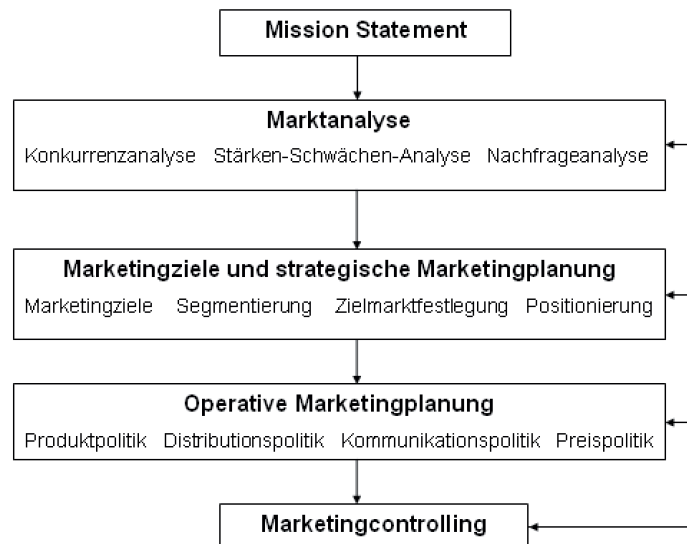 Mission Statement
Marktanalyse
Konkurrenzanalyse Stärken-Schwächen-Analyse Nachfrageanalyse
Marketingziele und strategische Marketingplanung
Marketingziele Segmentierung Zielmarktfestlegung Positionierung
Operative Marketingplanung
Produktpolitik Distributionspolitik Kommunikationspolitik Preispolitik
Marketingcontrolling